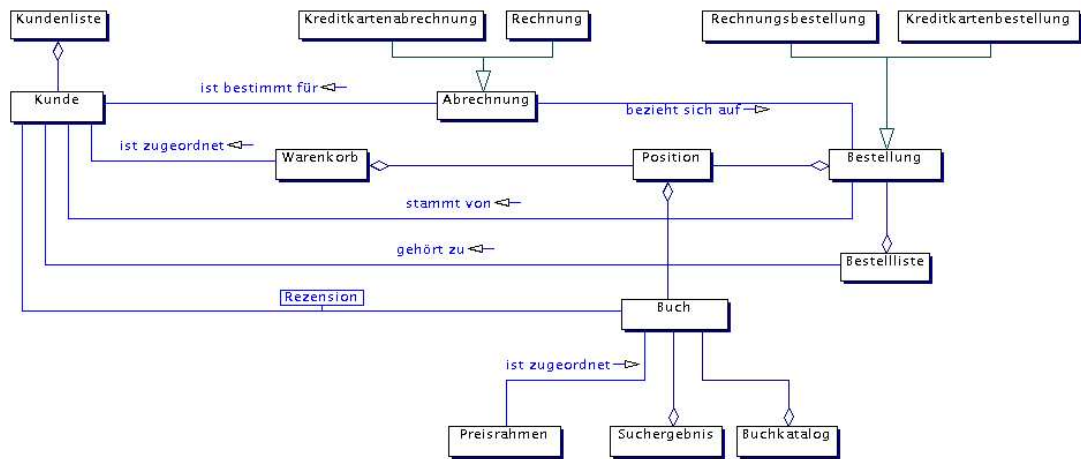 Kundenliste
Kreditkartenabrechnung
Rechnung
Rechnungsbestellung
Kreditkartenbestellung
ist bestimmt für
Kunde
Abrechnung
bezieht sich auf
ist zugeordnet
Warenkorb
Position
Bestellung
stammt von
gehört zu
Bestellliste
Rezension
Buch
ist zugeordnet
Preisrahmen
Suchergebnis
Buchkatalog